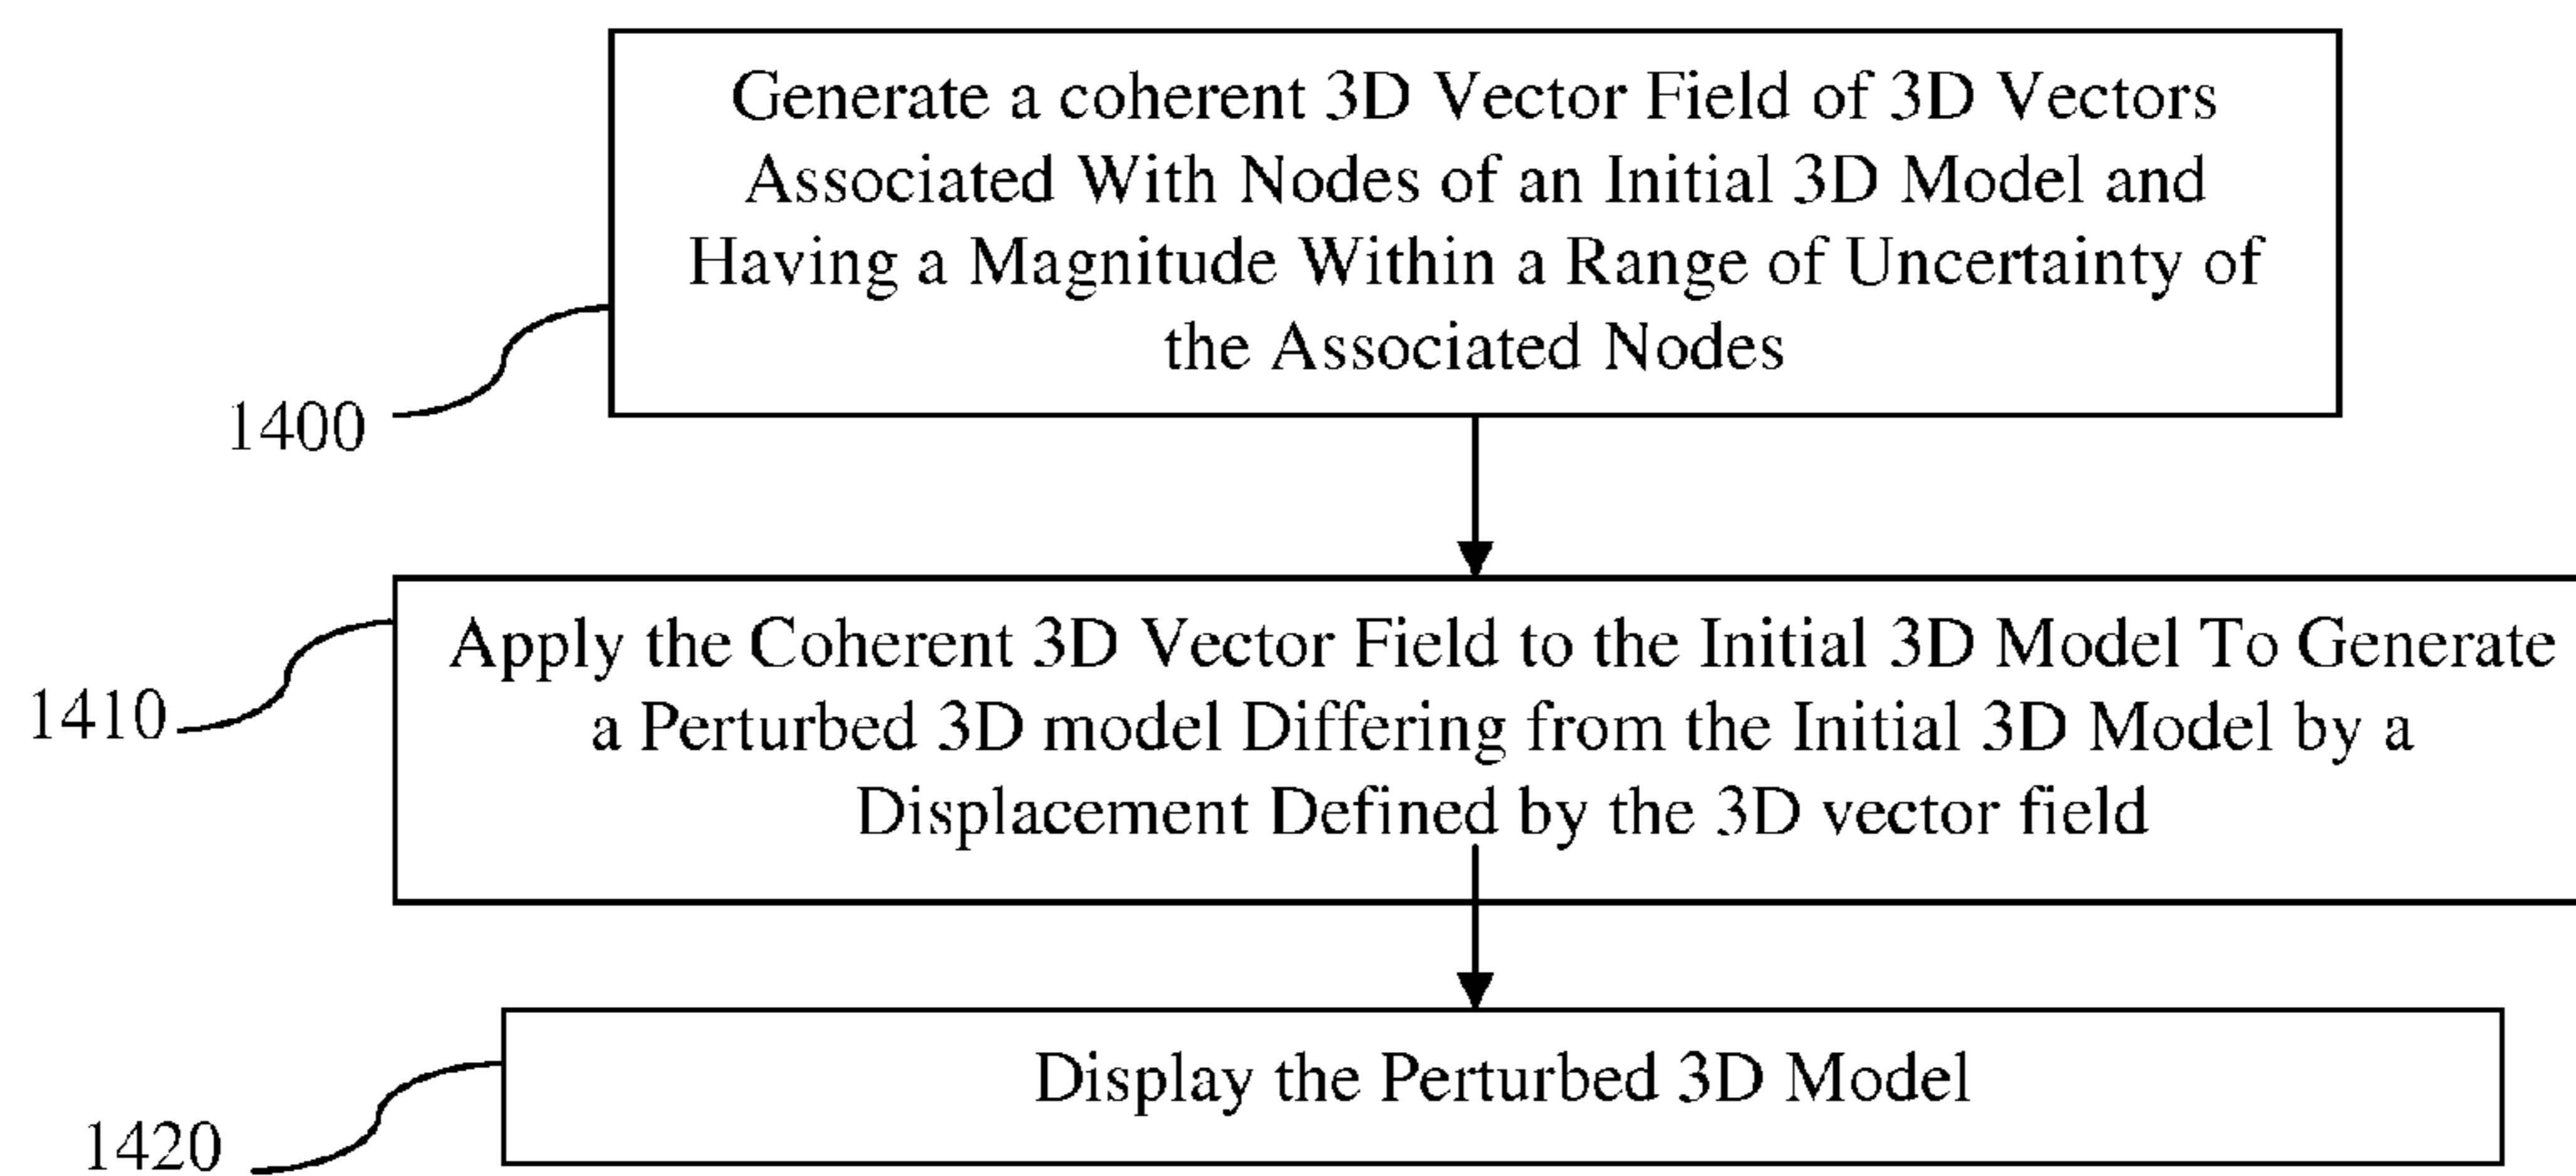 Generate a coherent 3D Vector Field of 3D Vectors
Associated With Nodes of an Initial 3D Model and
Having a Magnitude Within a Range of Uncertainty of
the Associated Nodes
1400
Apply the Coherent 3D Vector Field to the Initial 3D Model To Generate
a Perturbed 3D model Differing from the Initial 3D Model by a
Displacement Defined by the 3D vector field
1410
Display the Perturbed 3D Model
1420